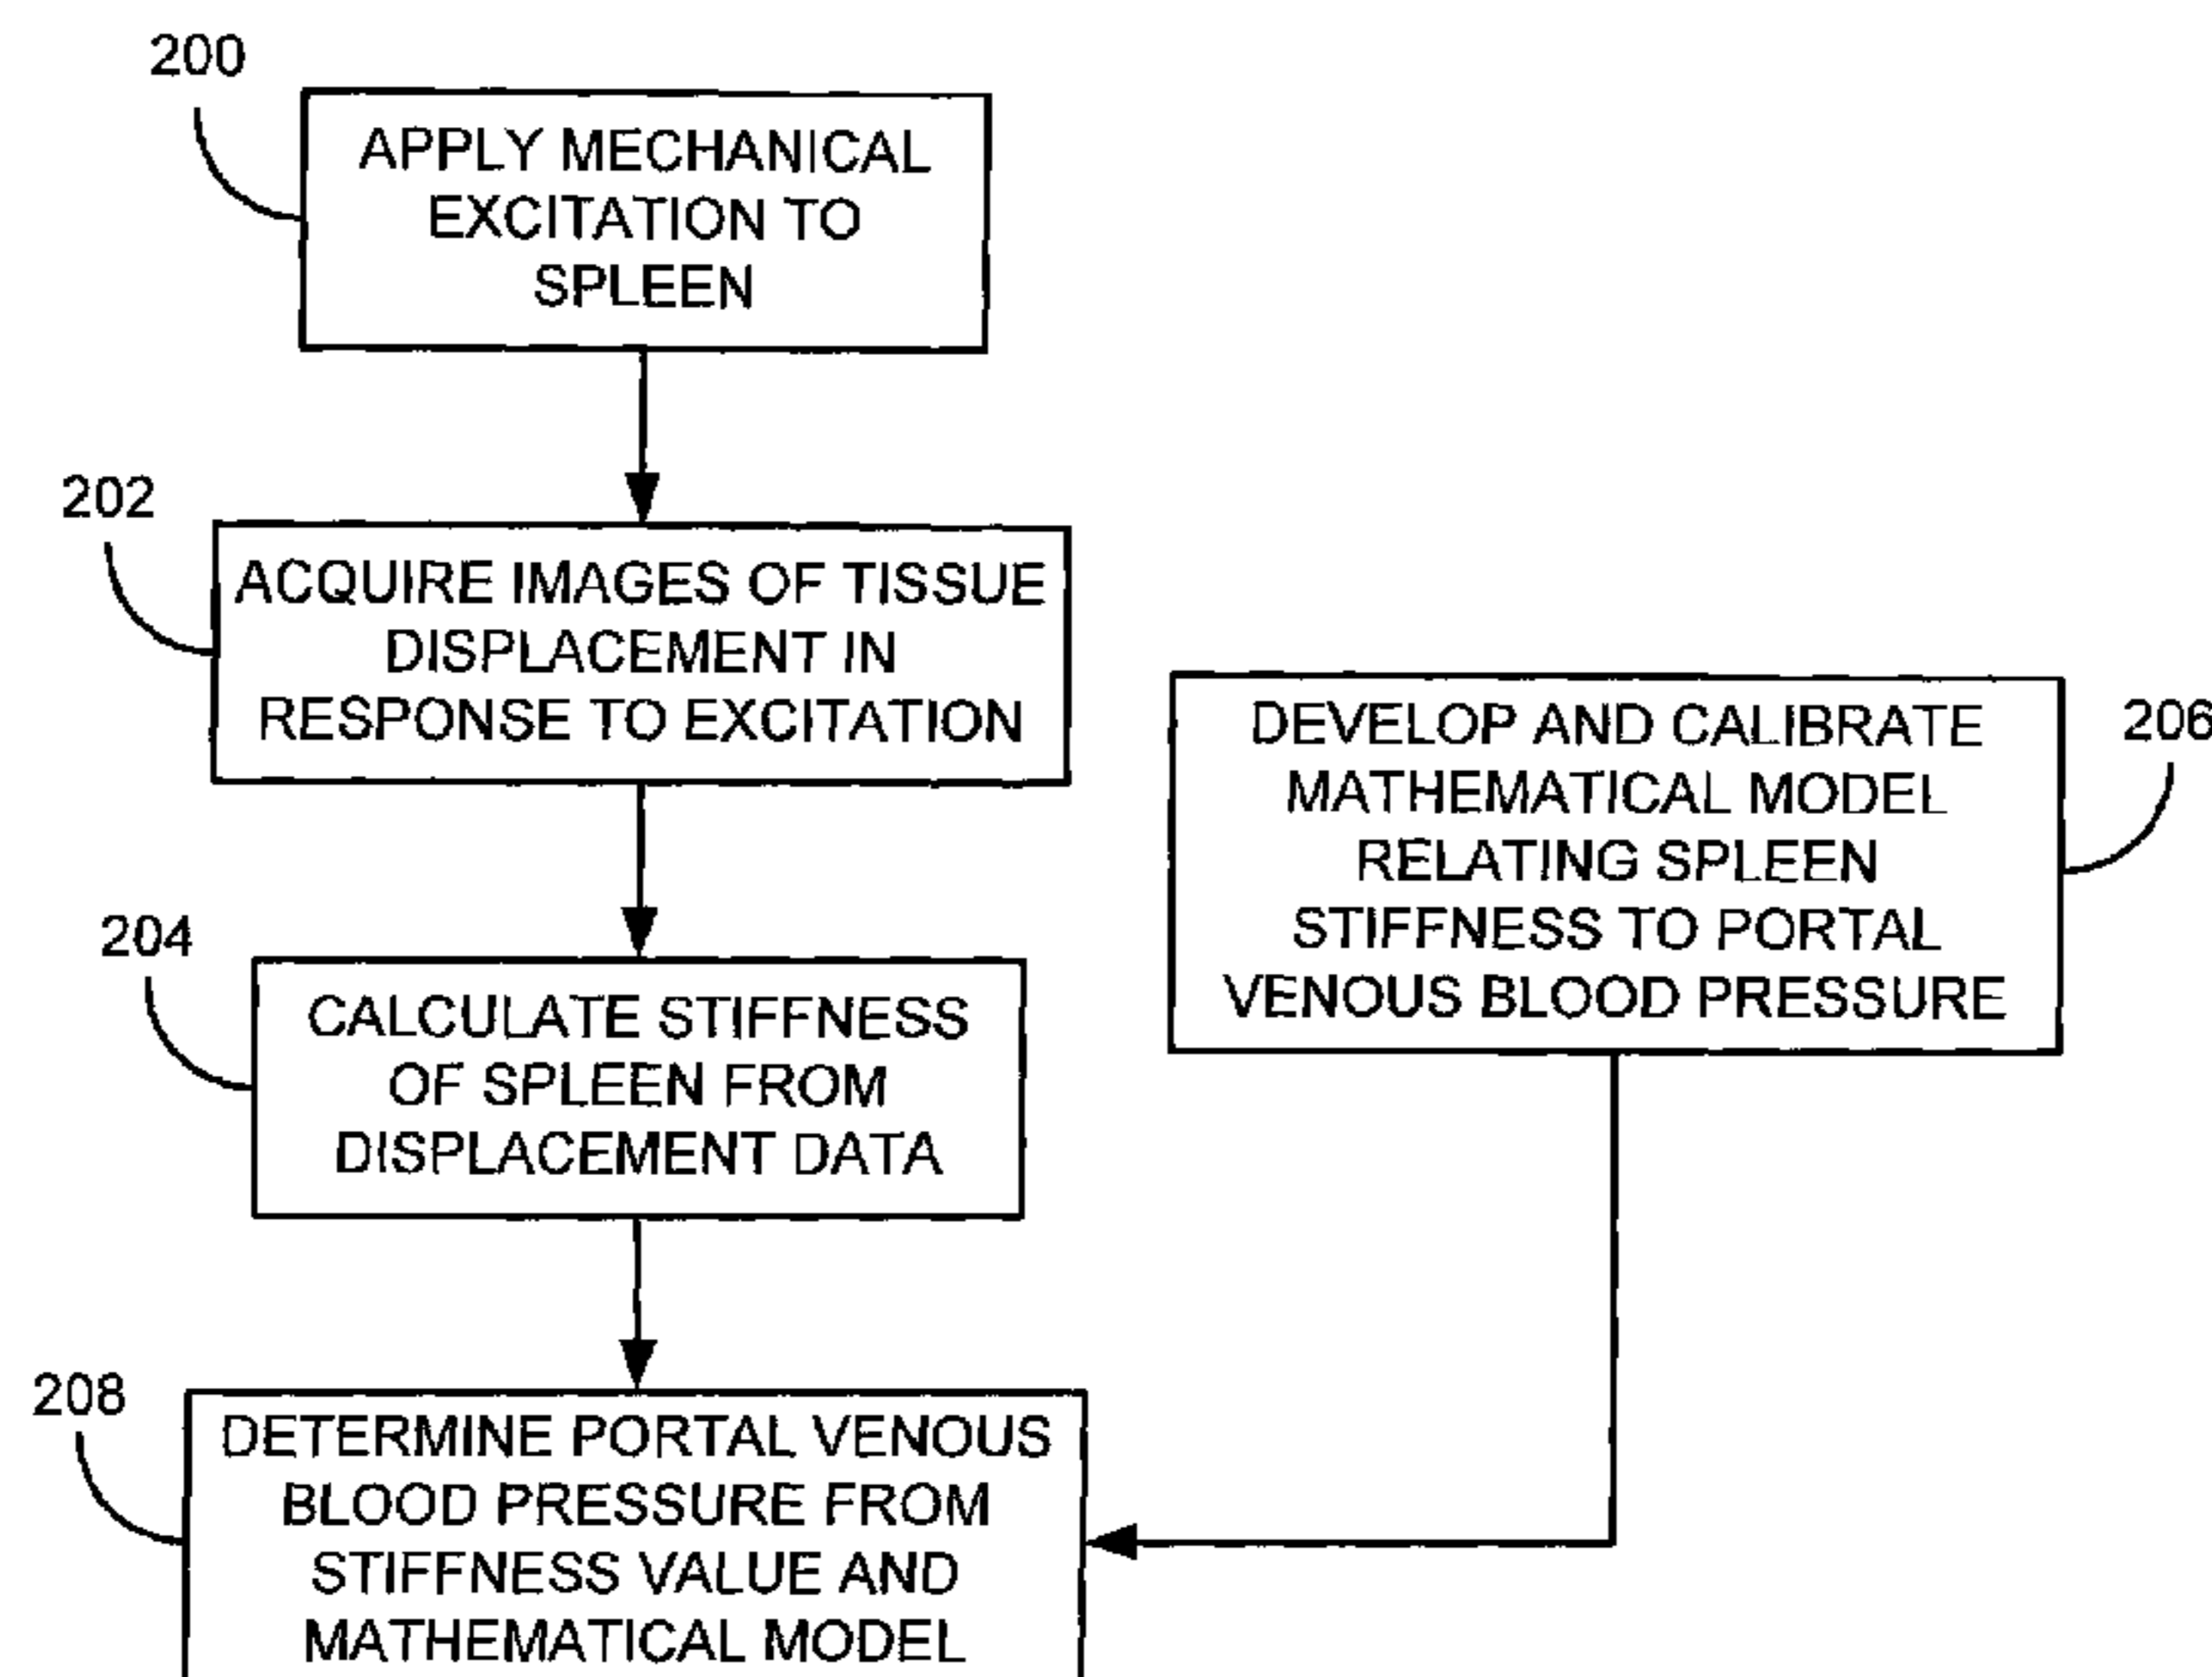 200
APPLY MECHANICAL
EXCITATION TO
SPLEEN
202
ACQUIRE IMAGES OF TISSUE
DISPLACEMENT IN
RESPONSE TO EXCITATION
204
CALCULATE STIFFNESS
OF SPLEEN FROM
DISPLACEMENT DATA
206
DEVELOP AND CALIBRATE
MATHEMATICAL MODEL
RELATING SPLEEN
STIFFNESS TO PORTAL
VENOUS BLOOD PRESSURE
208
DETERMINE PORTAL VENOUS
BLOOD PRESSURE FROM
STIFFNESS VALUE AND
MATHEMATICAL MODEL